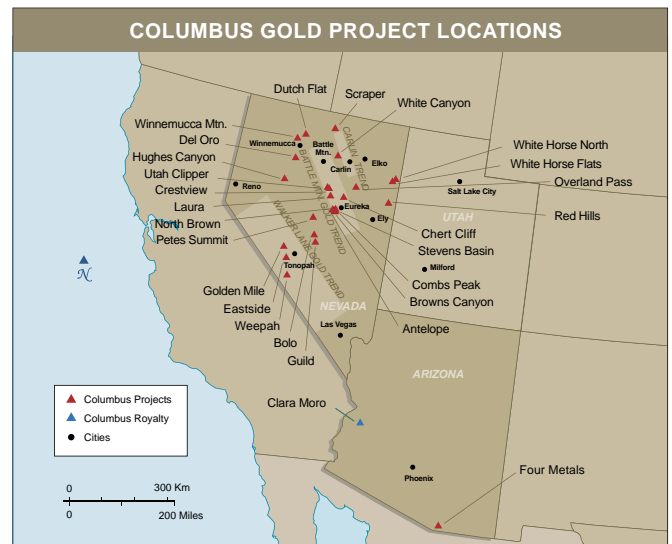 COLUMBUS GOLD PROJECT LOCATIONS
Dutch Flat
Scraper
White Canyon
Winnemucca Mtn.
Del Oro
Hughes Canyon
Utah Clipper
Crestview
Laura
North Brown
Petes Summit
Winnemucca
Battle
Mtn.
Carlin
Elko
CARLIN TREND
BATTLE MTN. GOLD TREND
WALKER LANE GOLD TREND
White Horse North
White Horse Flats
Overland Pass
Red Hills
Salt Lake City
Reno
Eureka
Ely
UTAH
Chert Cliff
Stevens Basin
Combs Peak
Browns Canyon
Antelope
Milford
Tonopah
Golden Mile
Eastside
Weepah
Bolo
Guild
NEVADA
Las Vegas
N
ARIZONA
Clara Moro
Phoenix
Four Metals
Columbus Projects
Columbus Royalty
Cities
0 300 Km
0 200 Miles